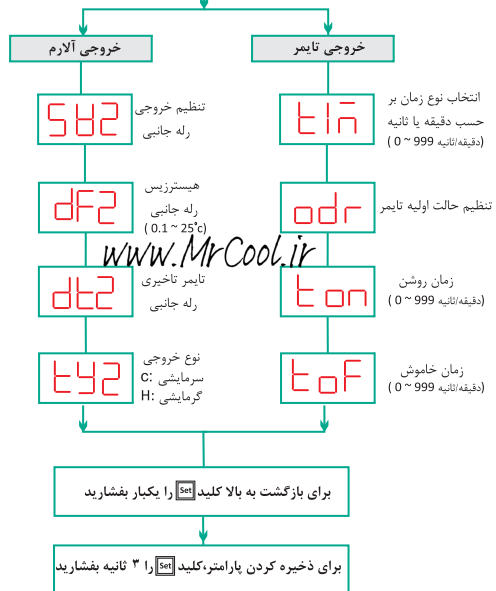 خروجی تایمر
خروجی آلارم
tIM
انتخاب نوع زمان بر
حسب دقیقه یا ثانیه
(دقیقه/ثانیه 999 ~ 0 )
odr
تنظیم حالت اولیه تایمر
ton
زمان روشن
(دقیقه/ثانیه 999 ~ 0 )
toF
زمان خاموش
(دقیقه/ثانیه 999 ~ 0 )
تنظیم خروجی
رله جانبی
dF2
هیسترزیس
رله جانبی
( 0.1 ~ 25°c)
www.MrCool.ir
dt2
تایمر تاخیری
رله جانبی
ty2
نوع خروجی
سرمایشی :C
گرمایشی :H
برای بازگشت به بالا کلید Set را یکبار بفشارید
برای ذخیره کردن پارامتر،کلید Set را ۳ ثانیه بفشارید